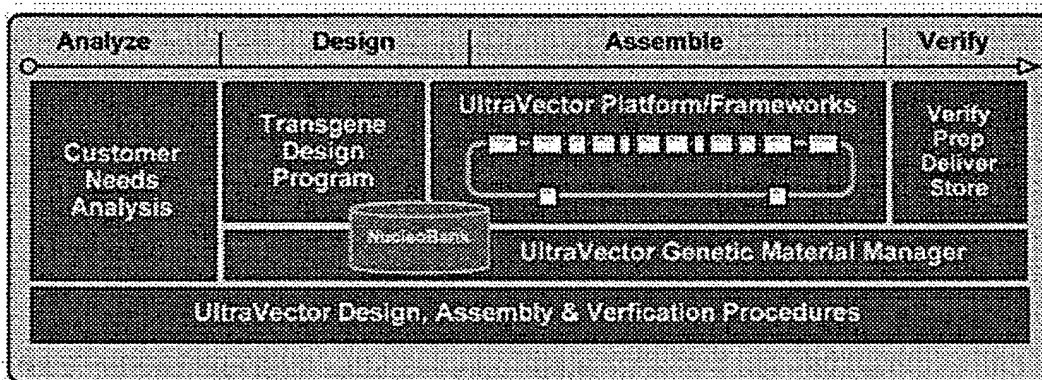 Analyze
Design
Assemble
Verify
Customer
Needs
Analysis
Transgene
Design
Program
UltraVector Platform/Frameworks
Verify
Prep
Deliver
Store
NucleoBank
UltraVector Genetic Material Manager
UltraVector Design, Assembly & Verfication Procedures